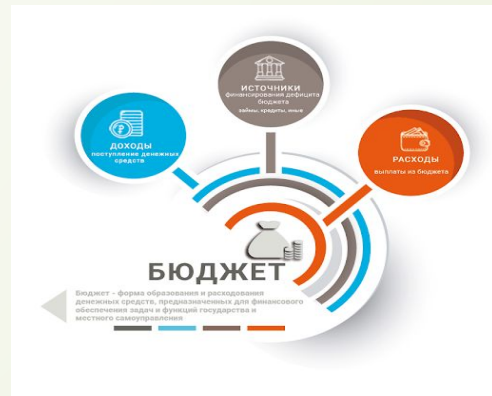 ИСТОЧНИКИ
финансирования дефицита
бюджета
займы, кредиты, иные
ДОХОДЫ
поступление денежных
средств
РАСХОДЫ
выплаты из бюджета
БЮДЖЕТ
Бюджет - форма образования и расходования
денежных средств, предназначенных для финансового
обеспечения задач и функций государства и
местного самоуправления